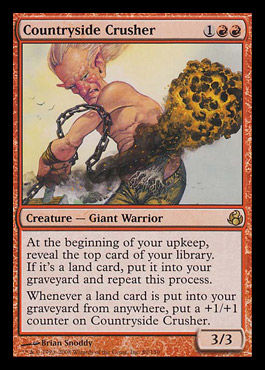 Countryside Crusher 1
Creature — Giant Warrior
At the beginning of your upkeep,
reveal the top card of your library.
If it's a land card, put it into your
graveyard and repeat this process.
Whenever a land card is put into your
graveyard from anywhere, put a +1/+1
counter on Countryside Crusher.
Brian Snoddy
3/3